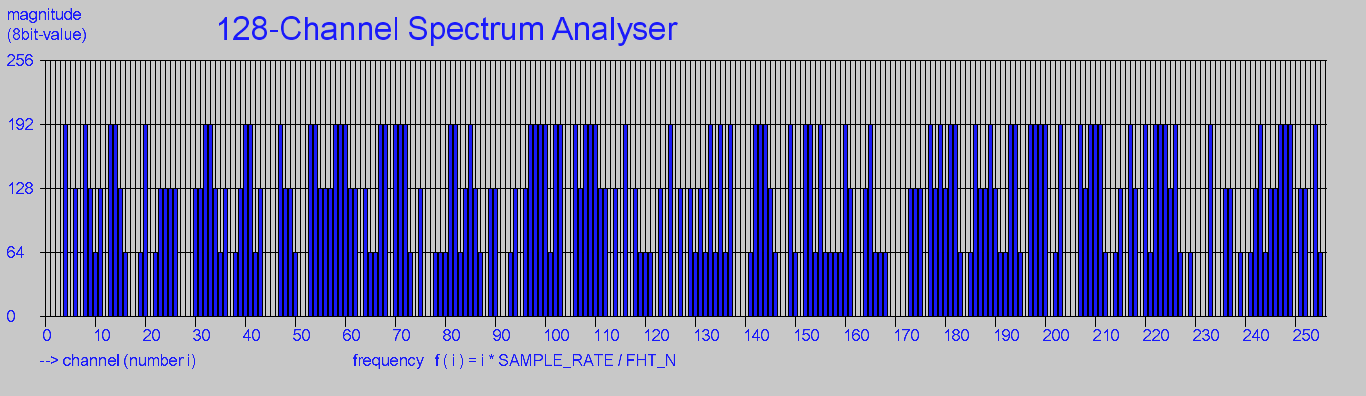 magnitude
(8bit-value)
128-Channel Spectrum Analyser
256
192
128
64
0
0 10 20 30 40 50 60 70 80 90 100 110 120 130 140 150 160 170 180 190 200 210 220 230 240 250
--> channel (number i)
frequency f ( i ) = i * SAMPLE_RATE / FHT_N